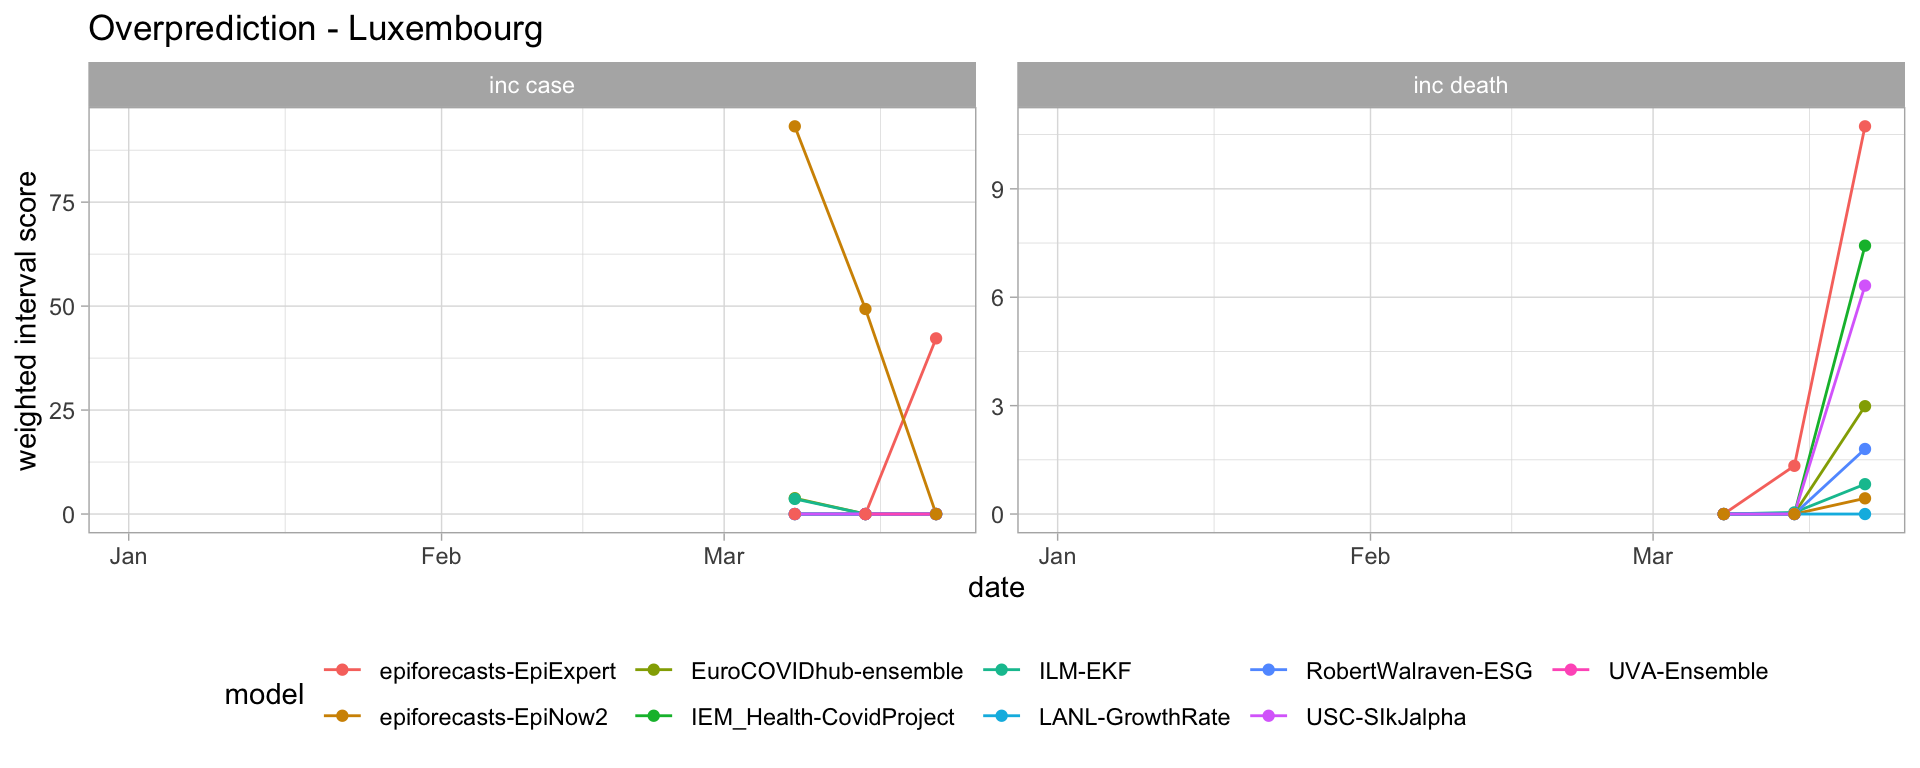 Overprediction - Luxembourg
inc case
inc death
weighted interval score
75
50
25
0
9
6
3
0
Jan
Feb
Mar
Jan
Feb
Mar
date
model
epiforecasts-EpiExpert
EuroCOVIDhub-ensemble
ILM-EKF
RobertWalraven-ESG
UVA-Ensemble
epiforecasts-EpiNow2
IEM_Health-CovidProject
LANL-GrowthRate
USC-SIkJalpha